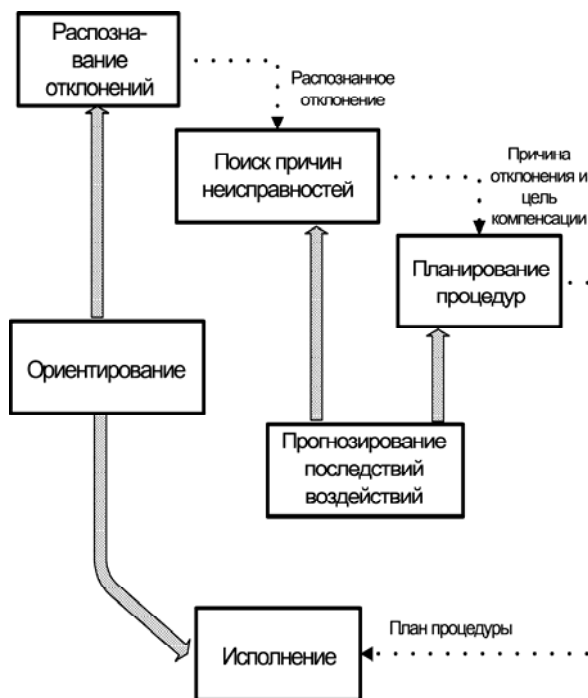 Распозна-
вание
отклонений
Распознанное
отклонение
Поиск причин
неисправностей
Причина
отклонения и
цель
компенсации
Планирование
процедур
Ориентирование
Прогнозирование
последствий
воздействий
План процедуры
Исполнение